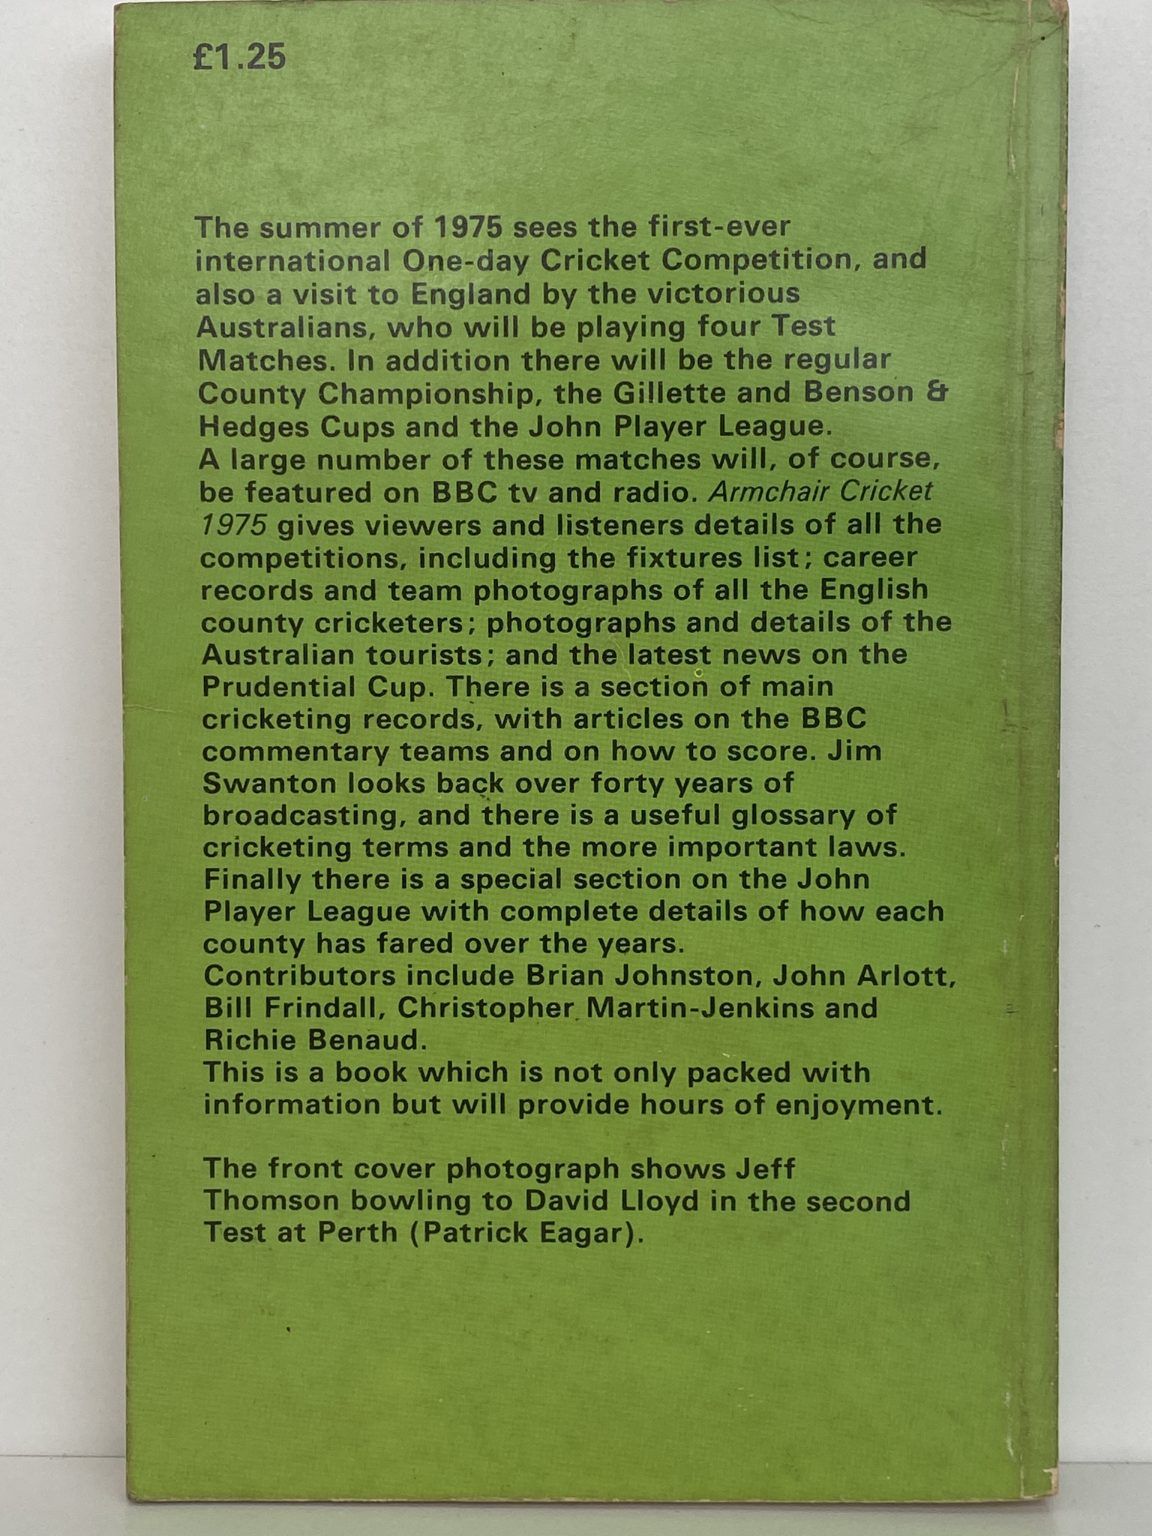 £1.25
The summer of 1975 sees the first-ever
international One-day Cricket Competition, and
also a visit to England by the victorious
Australians, who will be playing four Test
Matches. In addition there will be the regular
County Championship, the Gillette and Benson &
Hedges Cups and the John Player League.
A large number of these matches will, of course,
be featured on BBC tv and radio. Armchair Cricket
1975 gives viewers and listeners details of all the
competitions, including the fixtures list; career
records and team photographs of all the English
county cricketers; photographs and details of the
Australian tourists; and the latest news on the
Prudential Cup. There is a section of main
cricketing records, with articles on the BBC
commentary teams and on how to score. Jim
Swanton looks back over forty years of
broadcasting, and there is a useful glossary of
cricketing terms and the more important laws.
Finally there is a special section on the John
Player League with complete details of how each
county has fared over the years.
Contributors include Brian Johnston, John Arlott,
Bill Frindall, Christopher Martin-Jenkins and
Richie Benaud.
This is a book which is not only packed with
information but will provide hours of enjoyment.
The front cover photograph shows Jeff
Thomson bowling to David Lloyd in the second
Test at Perth (Patrick Eagar).